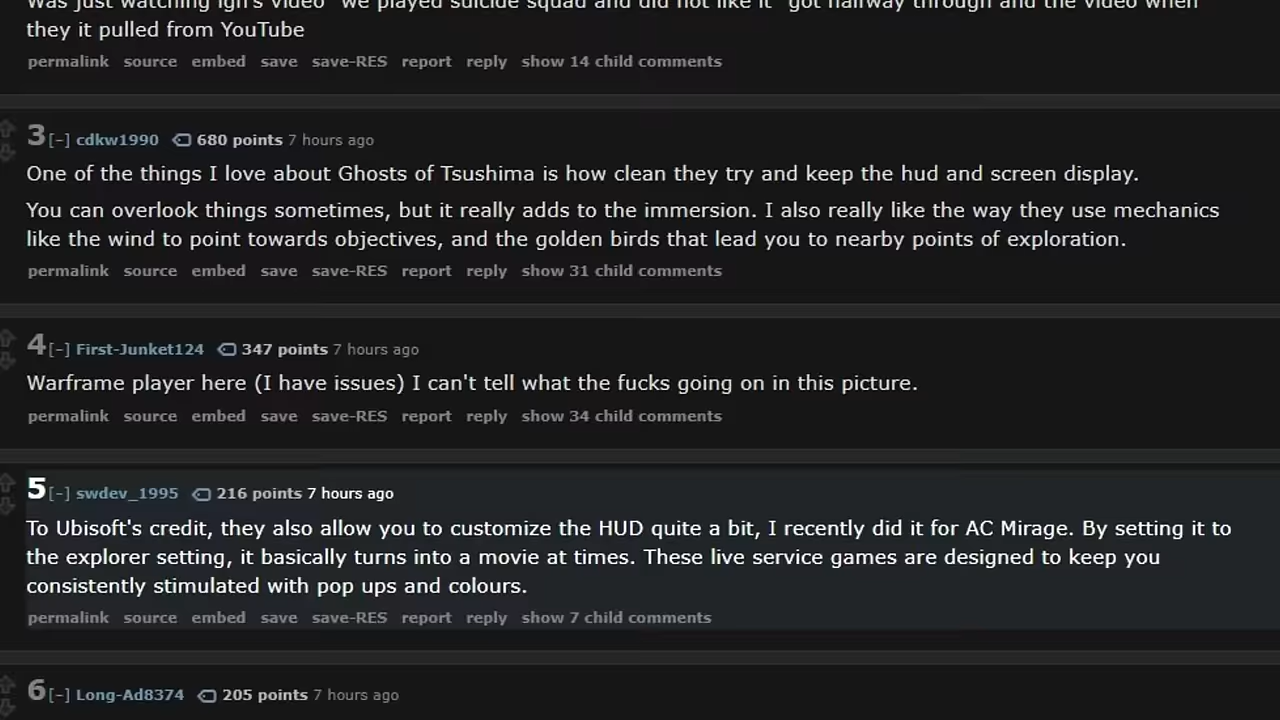 Was just watching ign's video "we played suicide squad and did not like it" got halfway through and the video when
they it pulled from YouTube
permalink source embed save save-RES report reply show 14 child comments
3 [-] cdkw1990 680 points 7 hours ago
One of the things I love about Ghosts of Tsushima is how clean they try and keep the hud and screen display.
You can overlook things sometimes, but it really adds to the immersion. I also really like the way they use mechanics
like the wind to point towards objectives, and the golden birds that lead you to nearby points of exploration.
permalink source embed save save-RES report reply show 31 child comments
4 [-] First-Junket124 347 points 7 hours ago
Warframe player here (I have issues) I can't tell what the fucks going on in this picture.
permalink source embed save save-RES report reply show 34 child comments
5 [-] swdev_1995 216 points 7 hours ago
To Ubisoft's credit, they also allow you to customize the HUD quite a bit, I recently did it for AC Mirage. By setting it to
the explorer setting, it basically turns into a movie at times. These live service games are designed to keep you
consistently stimulated with pop ups and colours.
permalink source embed save save-RES report reply show 7 child comments
6 [-] Long-Ad8374 205 points 7 hours ago